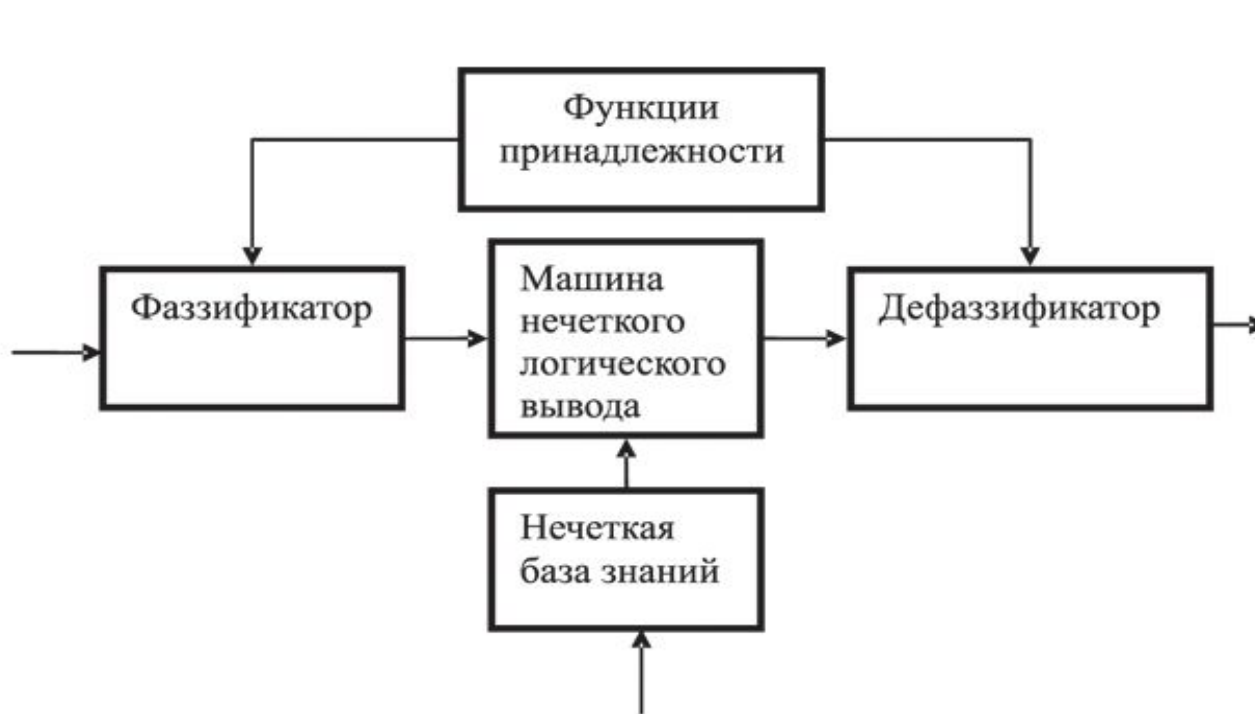 Функции
принадлежности
Фаззификатор
Машина
нечеткого
логического
вывода
Дефаззификатор
Нечеткая
база знаний